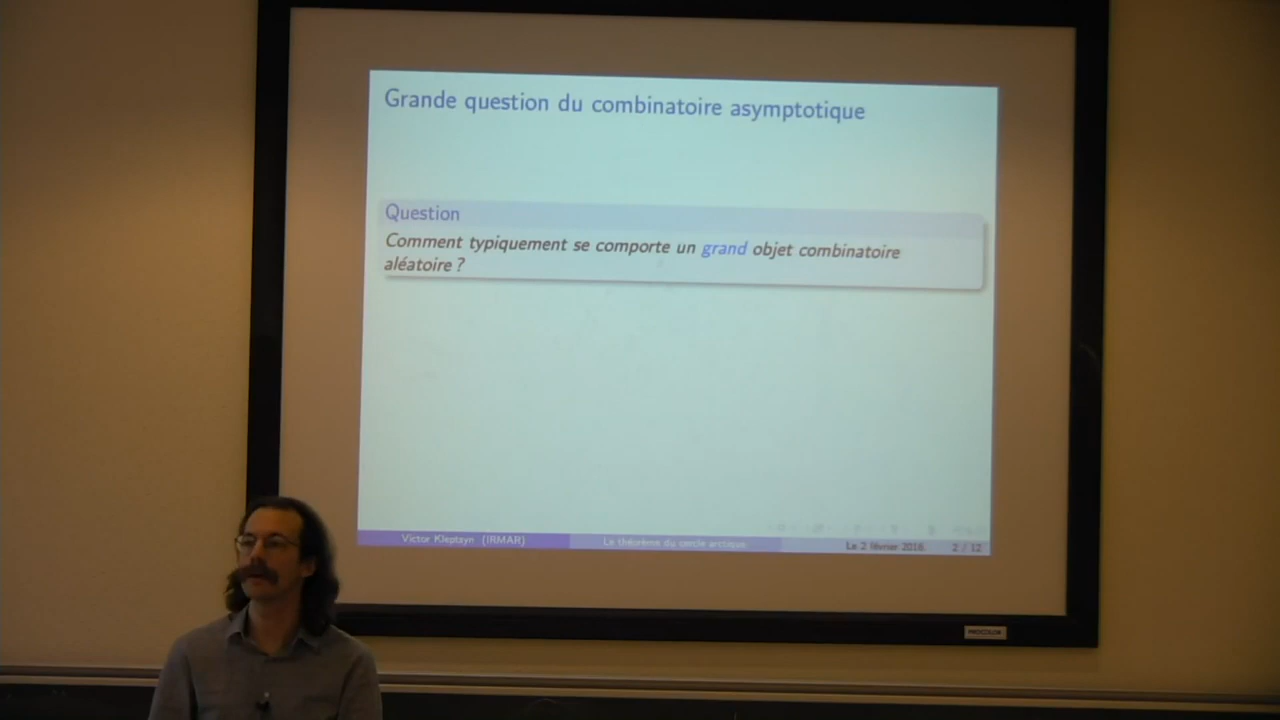 Grande question du combinatoire asymptotique
Question
Comment typiquement se comporte un grand objet combinatoire
aléatoire ?
Victor Kleptsyn (IRMAR) Le théorème du cercle arctique Le 2 février 2016. 2 / 12
PROCOLOR